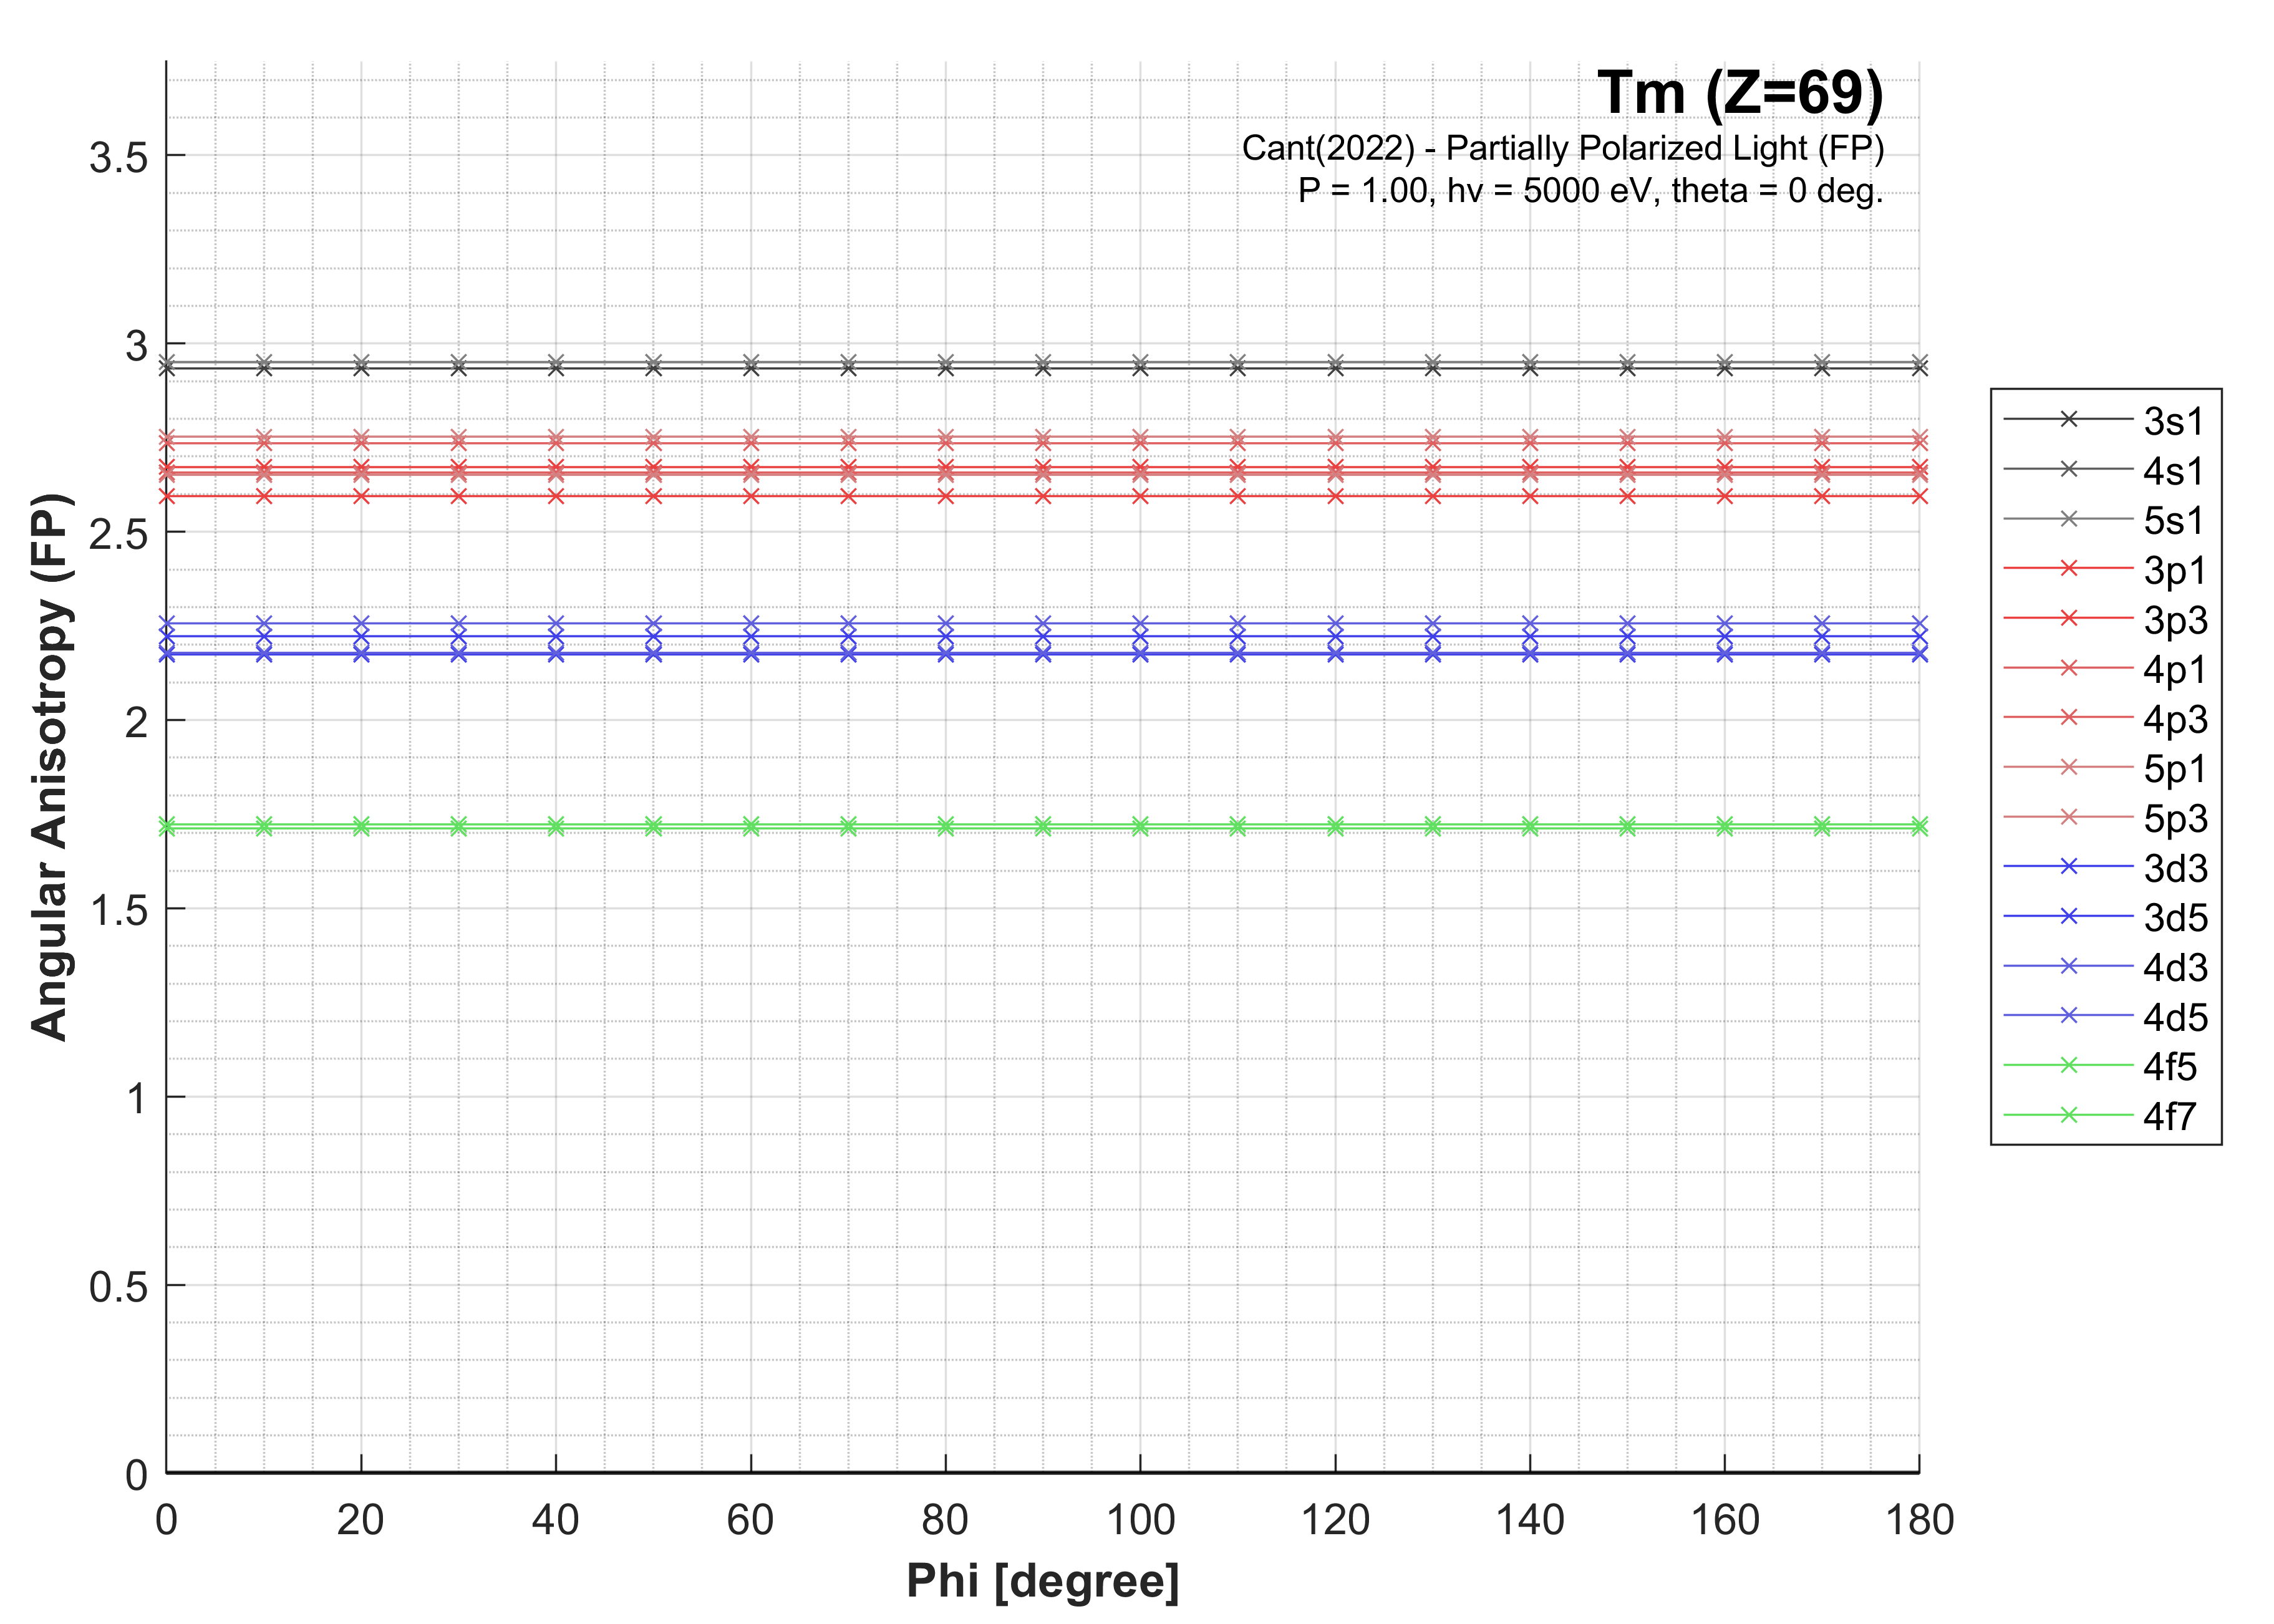 Tm (Z=69)
Cant(2022) - Partially Polarized Light (FP)
P = 1.00, hv = 5000 eV, theta = 0 deg.
Angular Anisotropy (FP)
3.5
3
2.5
2
1.5
1
0.5
0
0 20 40 60 80 100 120 140 160 180
Phi [degree]
3s1
4s1
5s1
3p1
3p3
4p1
4p3
5p1
5p3
3d3
3d5
4d3
4d5
4f5
4f7